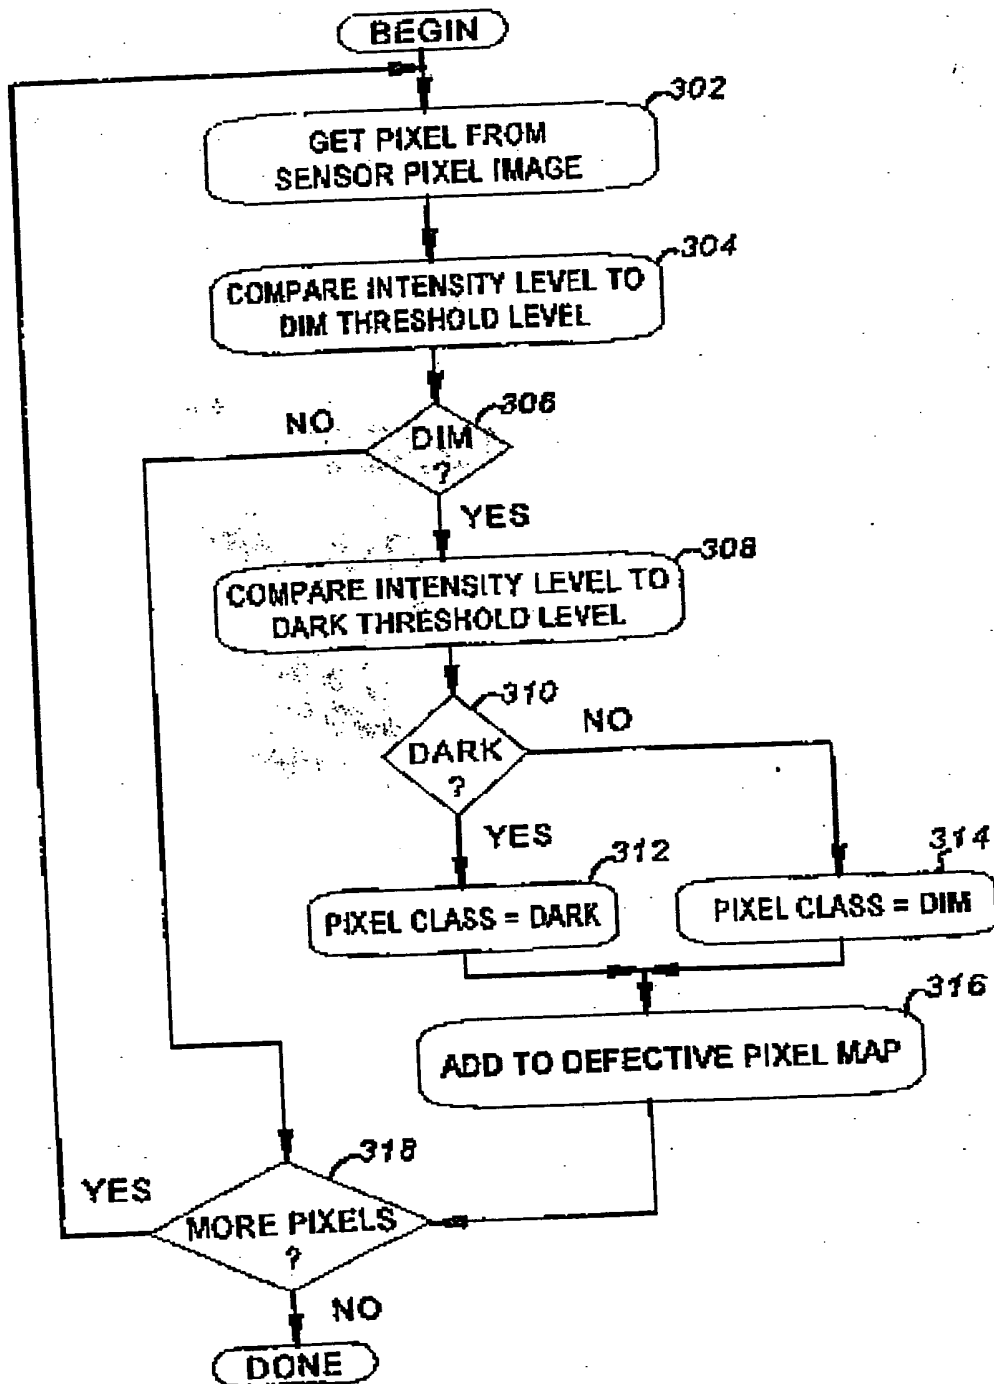 BEGIN
302
GET PIXEL FROM
SENSOR PIXEL IMAGE
304
COMPARE INTENSITY LEVEL TO
DIM THRESHOLD LEVEL
306
NO
DIM
?
YES
308
COMPARE INTENSITY LEVEL TO
DARK THRESHOLD LEVEL
310
NO
DARK
?
YES
312
314
PIXEL CLASS = DARK
PIXEL CLASS = DIM
316
ADD TO DEFECTIVE PIXEL MAP
318
YES
MORE PIXELS
?
NO
DONE